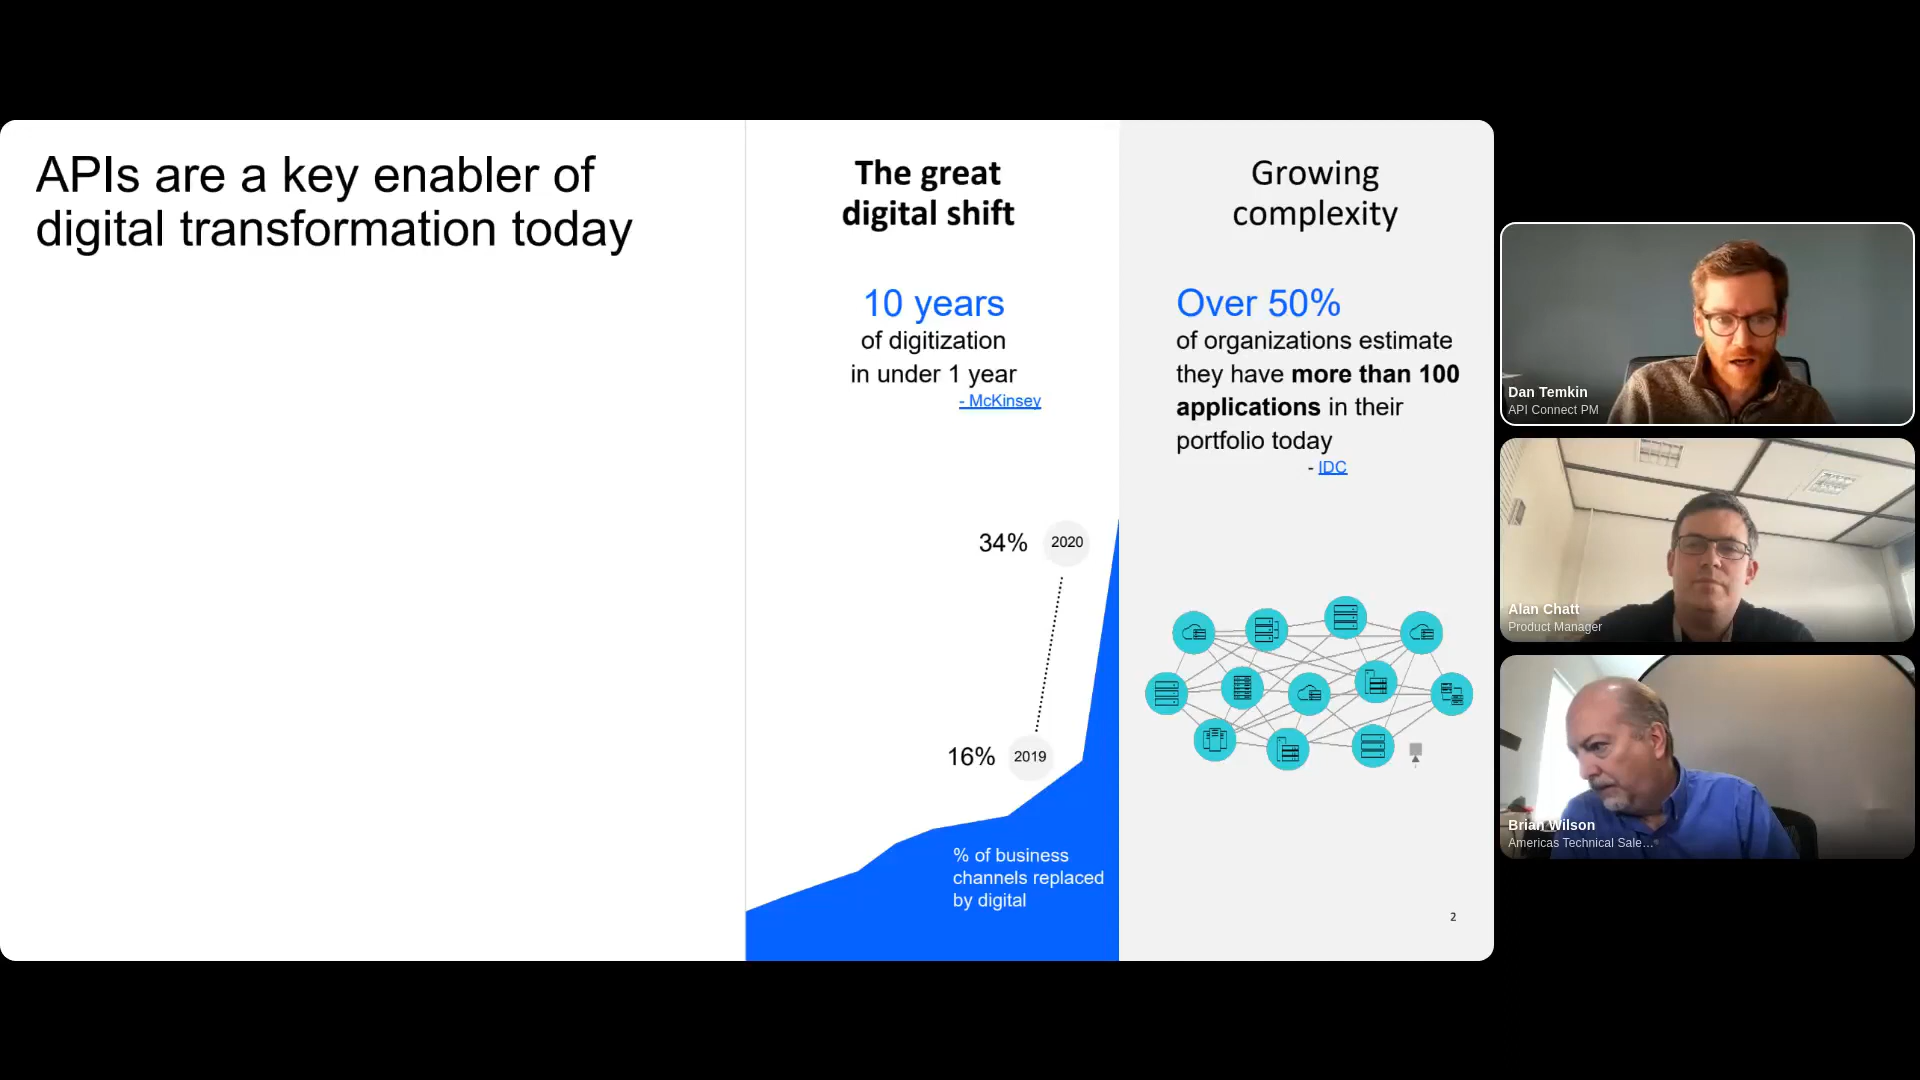 APIs are a key enabler of
digital transformation today
The great
digital shift
10 years
of digitization
in under 1 year
- McKinsey
34%
2020
16%
2019
% of business
channels replaced
by digital
Growing
complexity
Over 50%
of organizations estimate
they have more than 100
applications in their
portfolio today
- IDC
2
Dan Temkin
API Connect PM
Alan Chatt
Product Manager
Brian Wilson
Americas Technical Sale...